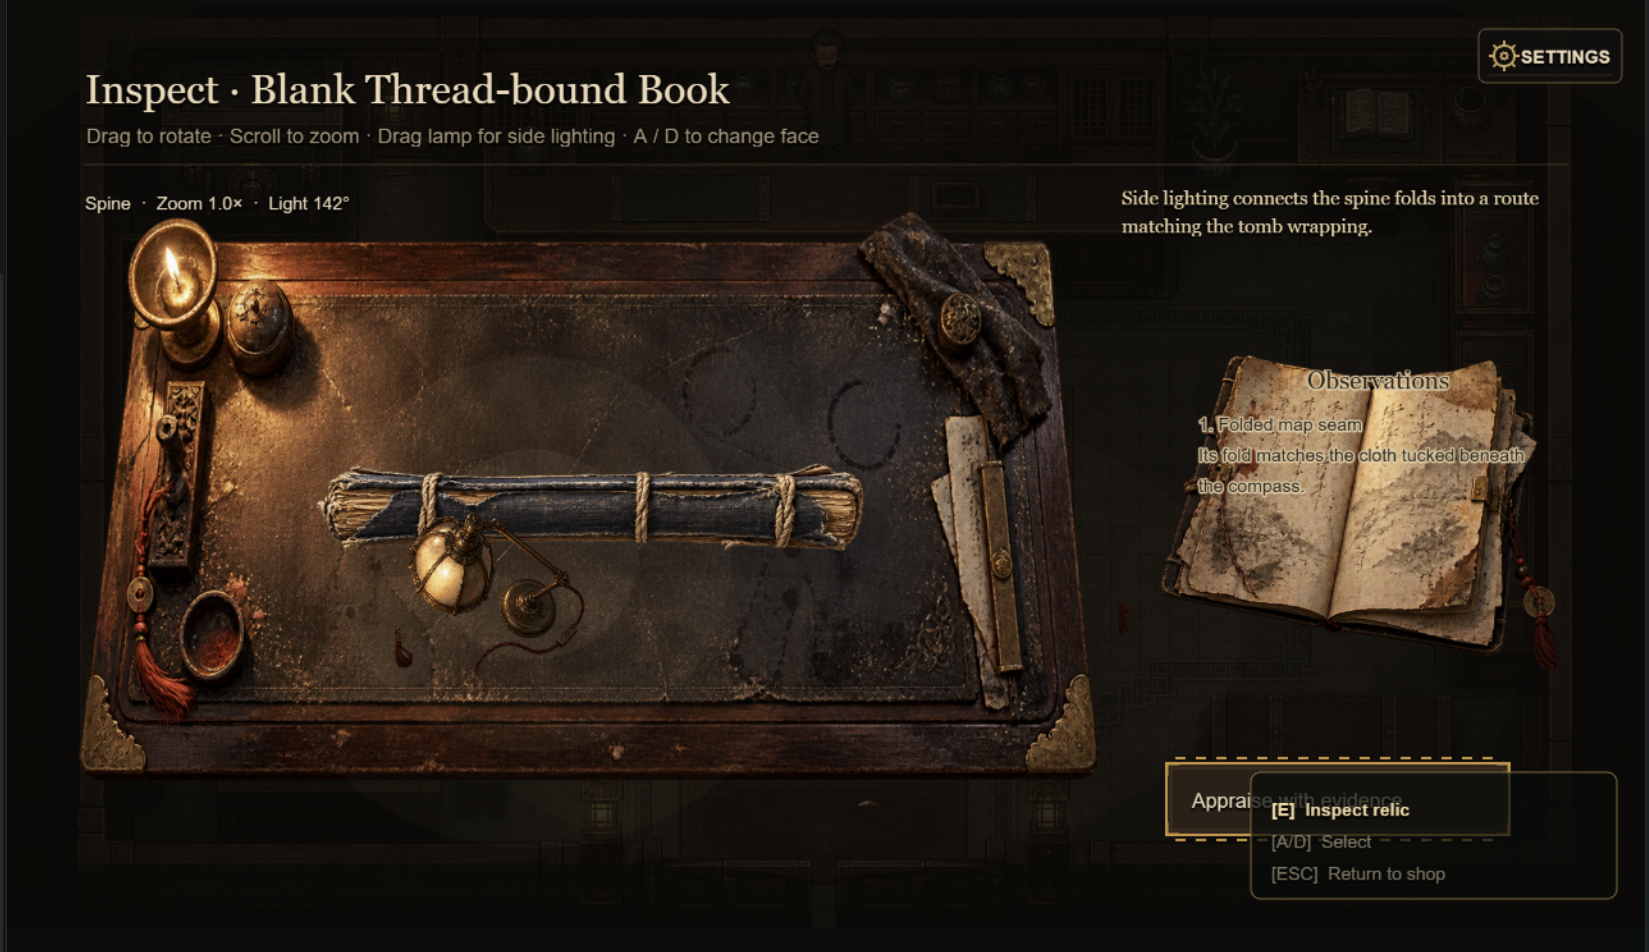 SETTINGS
Inspect · Blank Thread-bound Book
Drag to rotate · Scroll to zoom · Drag lamp for side lighting · A / D to change face
Spine · Zoom 1.0× · Light 142°
Side lighting connects the spine folds into a route
matching the tomb wrapping.
Observations
1. Folded map seam
Its fold matches the cloth tucked beneath
the compass.
Appraise with evidence
[E] Inspect relic
[A/D] Select
[ESC] Return to shop